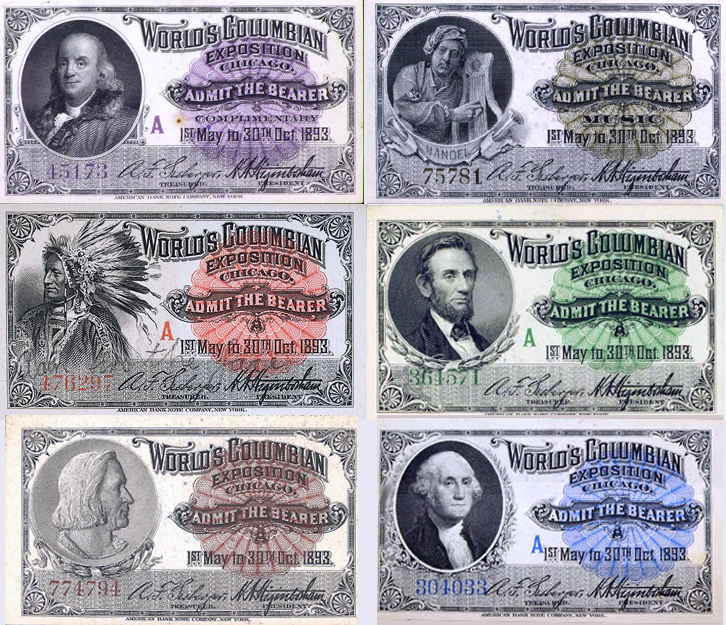 WORLD'S COLUMBIAN
EXPOSITION
CHICAGO.
ADMIT THE BEARER
COMPLIMENTARY
A
1ST May to 30TH Oct. 1893.
45173
TREASURER.
PRESIDENT
AMERICAN BANK NOTE COMPANY, NEW YORK.
WORLD'S COLUMBIAN
EXPOSITION
CHICAGO.
ADMIT THE BEARER
MUSIC
1ST May to 30TH Oct. 1893.
HANDEL
75781
TREASURER.
PRESIDENT
AMERICAN BANK NOTE COMPANY, NEW YORK.
WORLD'S COLUMBIAN
EXPOSITION
CHICAGO.
ADMIT THE BEARER
A
1ST May to 30TH Oct. 1893.
476297
TREASURER.
PRESIDENT
AMERICAN BANK NOTE COMPANY, NEW YORK.
WORLD'S COLUMBIAN
EXPOSITION
CHICAGO.
ADMIT THE BEARER
A
1ST May to 30TH Oct. 1893.
364571
TREASURER.
PRESIDENT
WORLD'S COLUMBIAN
EXPOSITION
CHICAGO.
ADMIT THE BEARER
1ST May to 30TH Oct. 1893.
774794
TREASURER.
PRESIDENT
AMERICAN BANK NOTE COMPANY, NEW YORK.
WORLD'S COLUMBIAN
EXPOSITION
CHICAGO.
ADMIT THE BEARER
A
1ST May to 30TH Oct. 1893.
304033
TREASURER.
PRESIDENT
AMERICAN BANK NOTE COMPANY, NEW YORK.